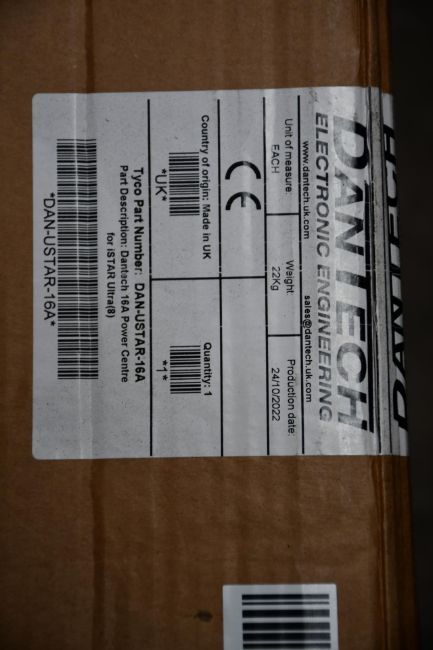 DANTECH
ELECTRONIC ENGINEERING
www.dantech.uk.com sales@dantech.uk.com
Unit of measure: Weight: Production date:
EACH 22Kg 24/10/2022
CE
Country of origin: Made in UK Quantity: 1
*UK* *1*
Tyco Part Number: DAN-USTAR-16A
Part Description: Dantech 16A Power Centre
for iSTAR Ultra(8)
*DAN-USTAR-16A*